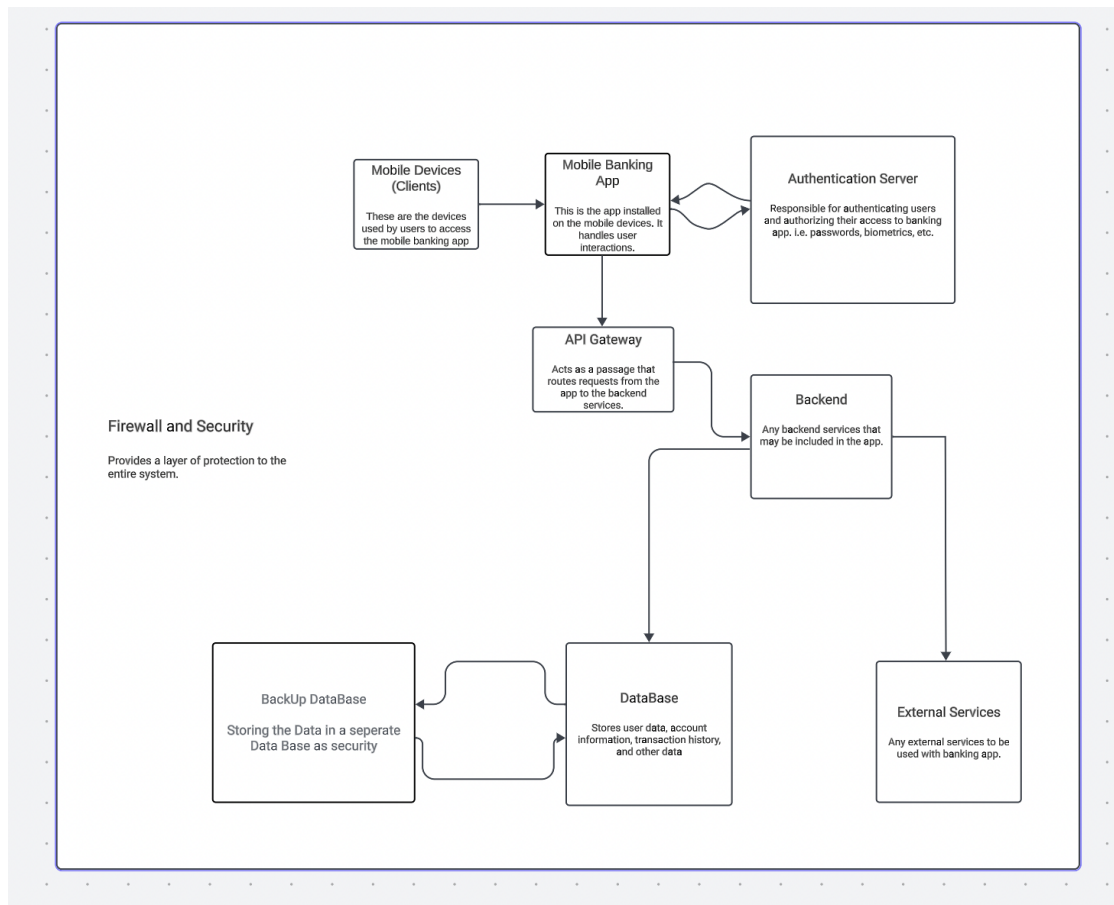 Mobile Devices
(Clients)
These are the devices
used by users to access
the mobile banking app
Mobile Banking
App
This is the app installed
on the mobile devices. It
handles user
interactions.
Authentication Server
Responsible for authenticating users
and authorizing their access to banking
app. i.e. passwords, biometrics, etc.
API Gateway
Acts as a passage that
routes requests from the
app to the backend
services.
Backend
Any backend services that
may be included in the app.
Firewall and Security
Provides a layer of protection to the
entire system.
BackUp DataBase
Storing the Data in a seperate
Data Base as security
DataBase
Stores user data, account
information, transaction history,
and other data
External Services
Any external services to be
used with banking app.